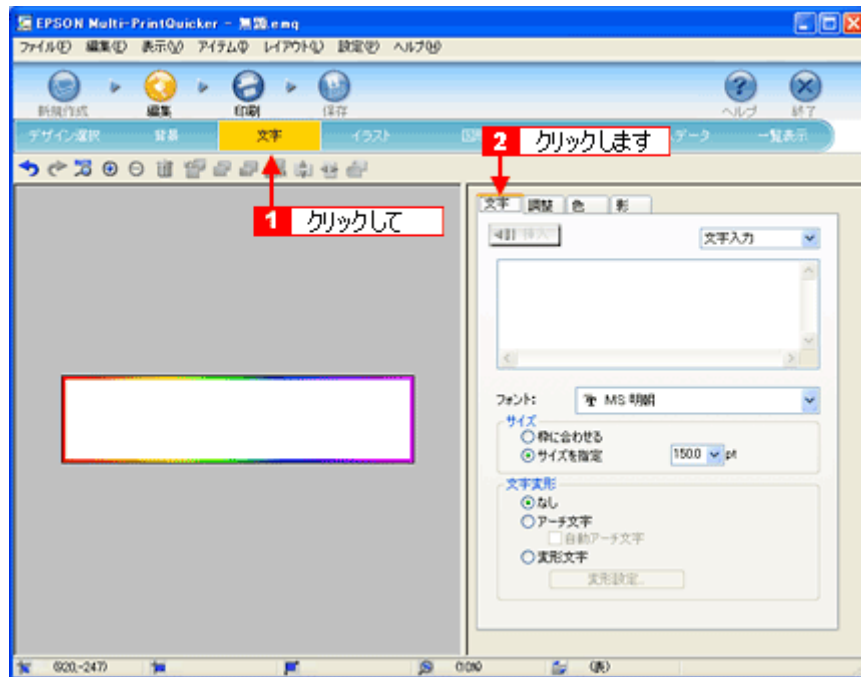 EPSON Multi-PrintQuicker - 無題.emq
ファイル(F) 編集(E) 表示(V) アイテム(I) レイアウト(L) 設定(P) ヘルプ(H)
新規作成 編集 印刷 保存 ヘルプ 終了
デザイン選択 背景 文字 イラスト データ 一覧表示
2 クリックします
1 クリックして
文字 調整 色 影
挿入 文字入力
フォント: MS 明朝
サイズ
枠に合わせる
サイズを指定 150.0 pt
文字変形
なし
アーチ文字
自動アーチ文字
変形文字
変形設定...
(920,-247) (表)